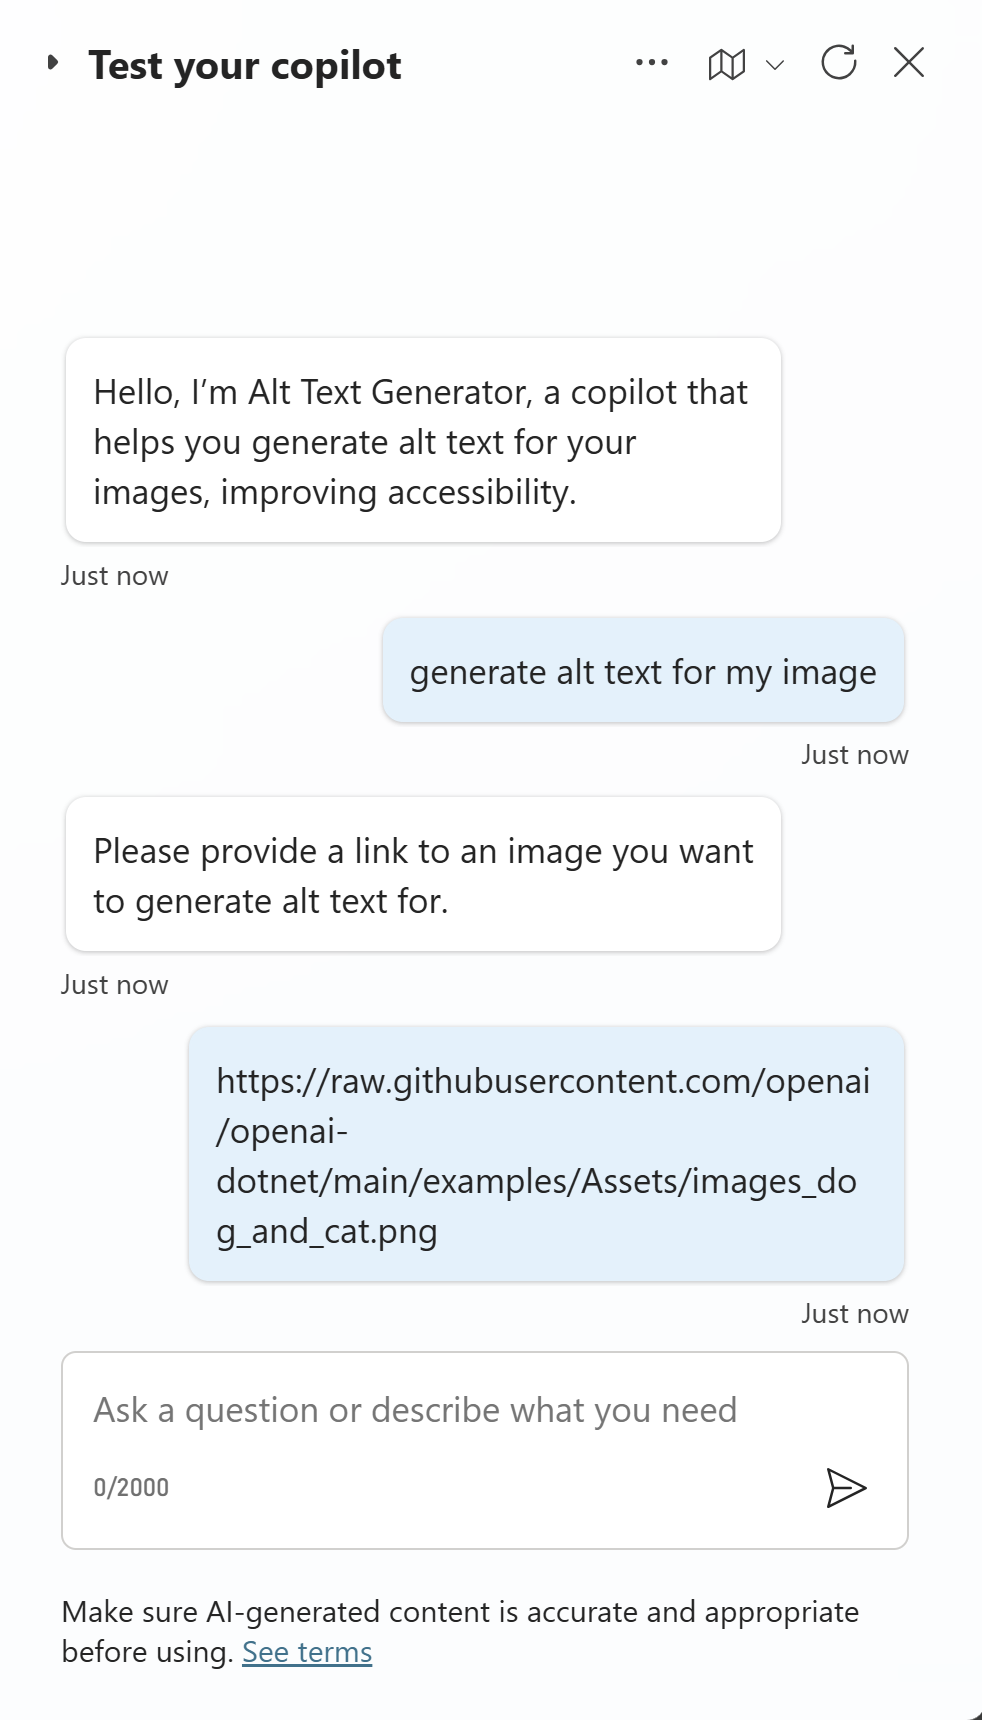 Test your copilot
Hello, I’m Alt Text Generator, a copilot that
helps you generate alt text for your
images, improving accessibility.
Just now
generate alt text for my image
Just now
Please provide a link to an image you want
to generate alt text for.
Just now
https://raw.githubusercontent.com/openai
/openai-
dotnet/main/examples/Assets/images_do
g_and_cat.png
Just now
Ask a question or describe what you need
0/2000
Make sure AI-generated content is accurate and appropriate
before using. See terms